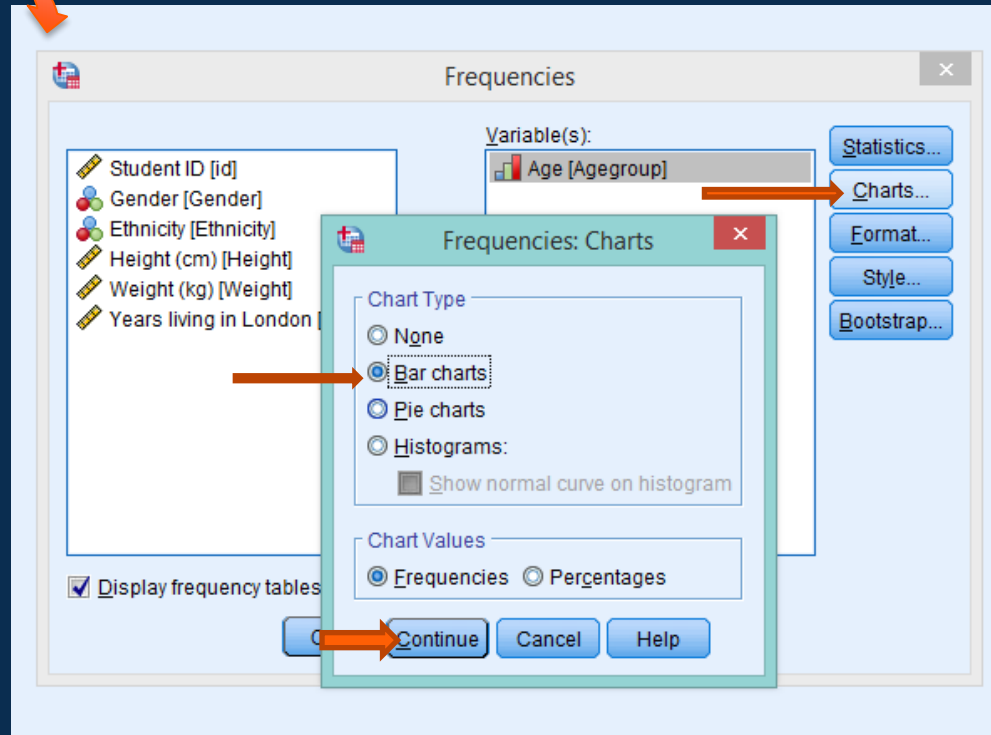 Frequencies
Variable(s):
Student ID [id]
Gender [Gender]
Ethnicity [Ethnicity]
Height (cm) [Height]
Weight (kg) [Weight]
Years living in London [
Age [Agegroup]
Statistics...
Charts...
Format...
Style...
Bootstrap...
Display frequency tables
Frequencies: Charts
Chart Type
None
Bar charts
Pie charts
Histograms:
Show normal curve on histogram
Chart Values
Frequencies Percentages
Continue Cancel Help